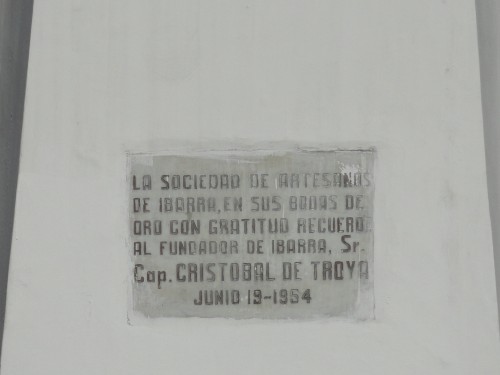 LA SOCIEDAD DE ARTESANOS
DE IBARRA, EN SUS BODAS DE
ORO CON GRATITUD RECUERD
AL FUNDADOR DE IBARRA, Sr.
Cap. CRISTOBAL DE TROYA
JUNIO 19-1954